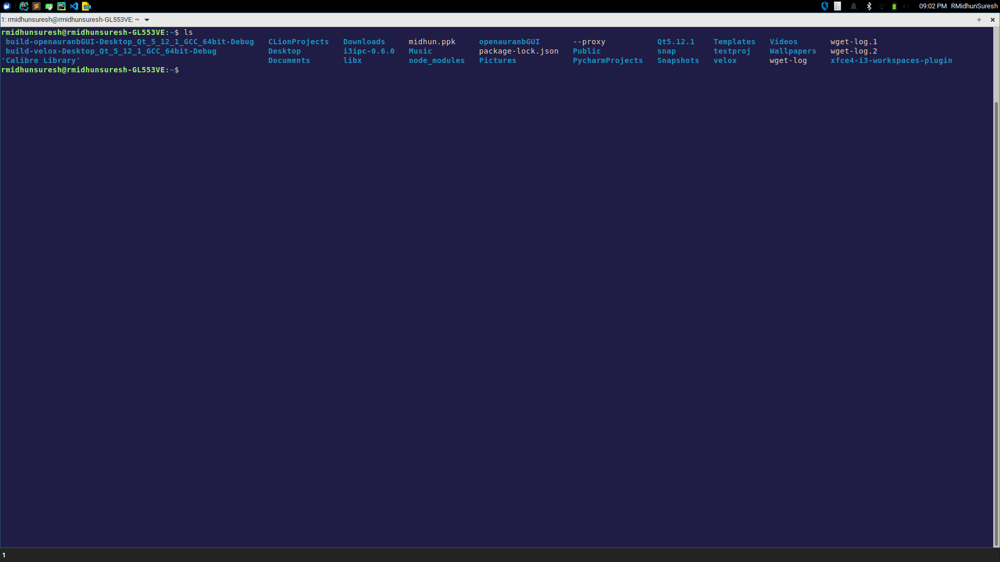 09:02 PM RMidhunSuresh
1: rmidhunsuresh@rmidhunsuresh-GL553VE: ~
rmidhunsuresh@rmidhunsuresh-GL553VE:~$ ls
build-openauranbGUI-Desktop_Qt_5_12_1_GCC_64bit-Debug CLionProjects Downloads midhun.ppk openauranbGUI --proxy Qt5.12.1 Templates Videos wget-log.1
build-velox-Desktop_Qt_5_12_1_GCC_64bit-Debug Desktop i3ipc-0.6.0 Music package-lock.json Public snap testproj Wallpapers wget-log.2
'Calibre Library' Documents libx node_modules Pictures PycharmProjects Snapshots velox wget-log xfce4-i3-workspaces-plugin
rmidhunsuresh@rmidhunsuresh-GL553VE:~$
1